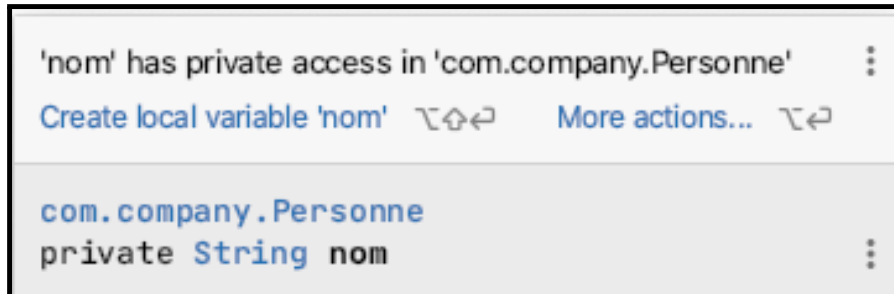 'nom' has private access in 'com.company.Personne'
Create local variable 'nom' ⌥⇧⏎ More actions... ⌥⏎
com.company.Personne
private String nom